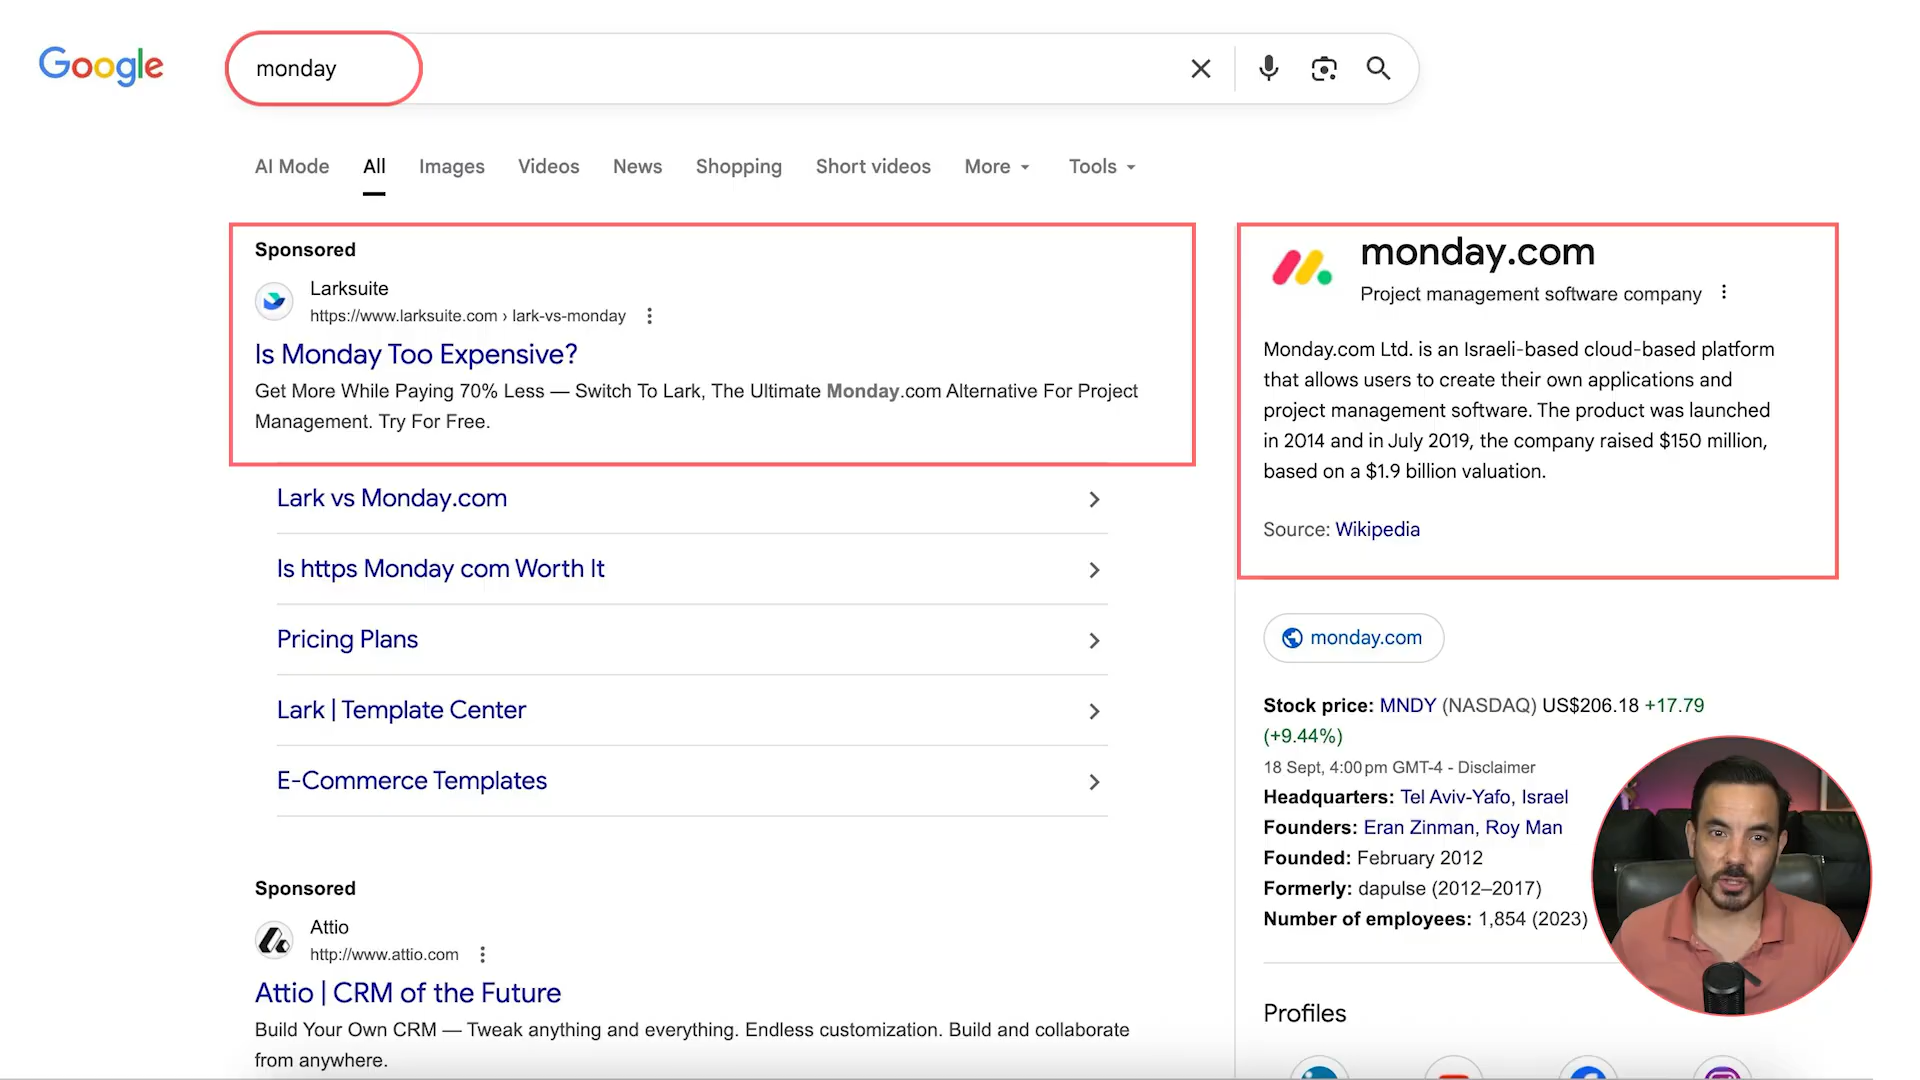 Google
monday
AI Mode
All
Images
Videos
News
Shopping
Short videos
More
Tools
Sponsored
Larksuite
https://www.larksuite.com › lark-vs-monday
Is Monday Too Expensive?
Get More While Paying 70% Less — Switch To Lark, The Ultimate Monday.com Alternative For Project
Management. Try For Free.
Lark vs Monday.com
Is https Monday com Worth It
Pricing Plans
Lark | Template Center
E-Commerce Templates
Sponsored
Attio
http://www.attio.com
Attio | CRM of the Future
Build Your Own CRM — Tweak anything and everything. Endless customization. Build and collaborate
from anywhere.
monday.com
Project management software company
Monday.com Ltd. is an Israeli-based cloud-based platform
that allows users to create their own applications and
project management software. The product was launched
in 2014 and in July 2019, the company raised $150 million,
based on a $1.9 billion valuation.
Source: Wikipedia
monday.com
Stock price: MNDY (NASDAQ) US$206.18 +17.79
(+9.44%)
18 Sept, 4:00 pm GMT-4 - Disclaimer
Headquarters: Tel Aviv-Yafo, Israel
Founders: Eran Zinman, Roy Man
Founded: February 2012
Formerly: dapulse (2012–2017)
Number of employees: 1,854 (2023)
Profiles